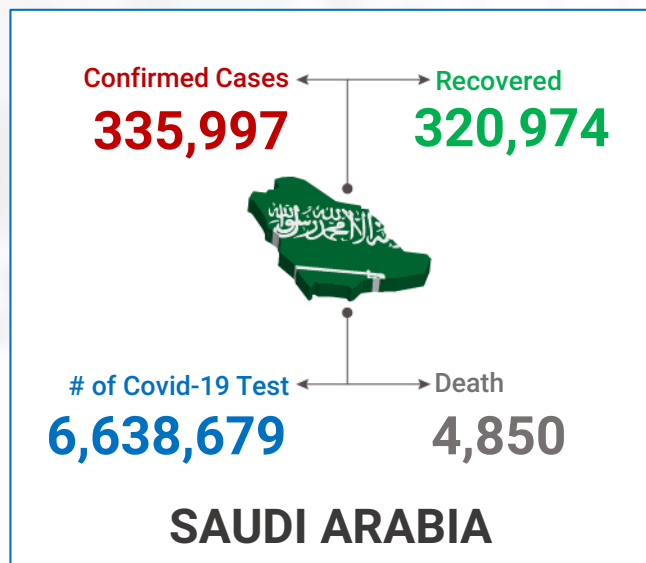 Confirmed Cases
335,997
Recovered
320,974
# of Covid-19 Test
6,638,679
Death
4,850
SAUDI ARABIA